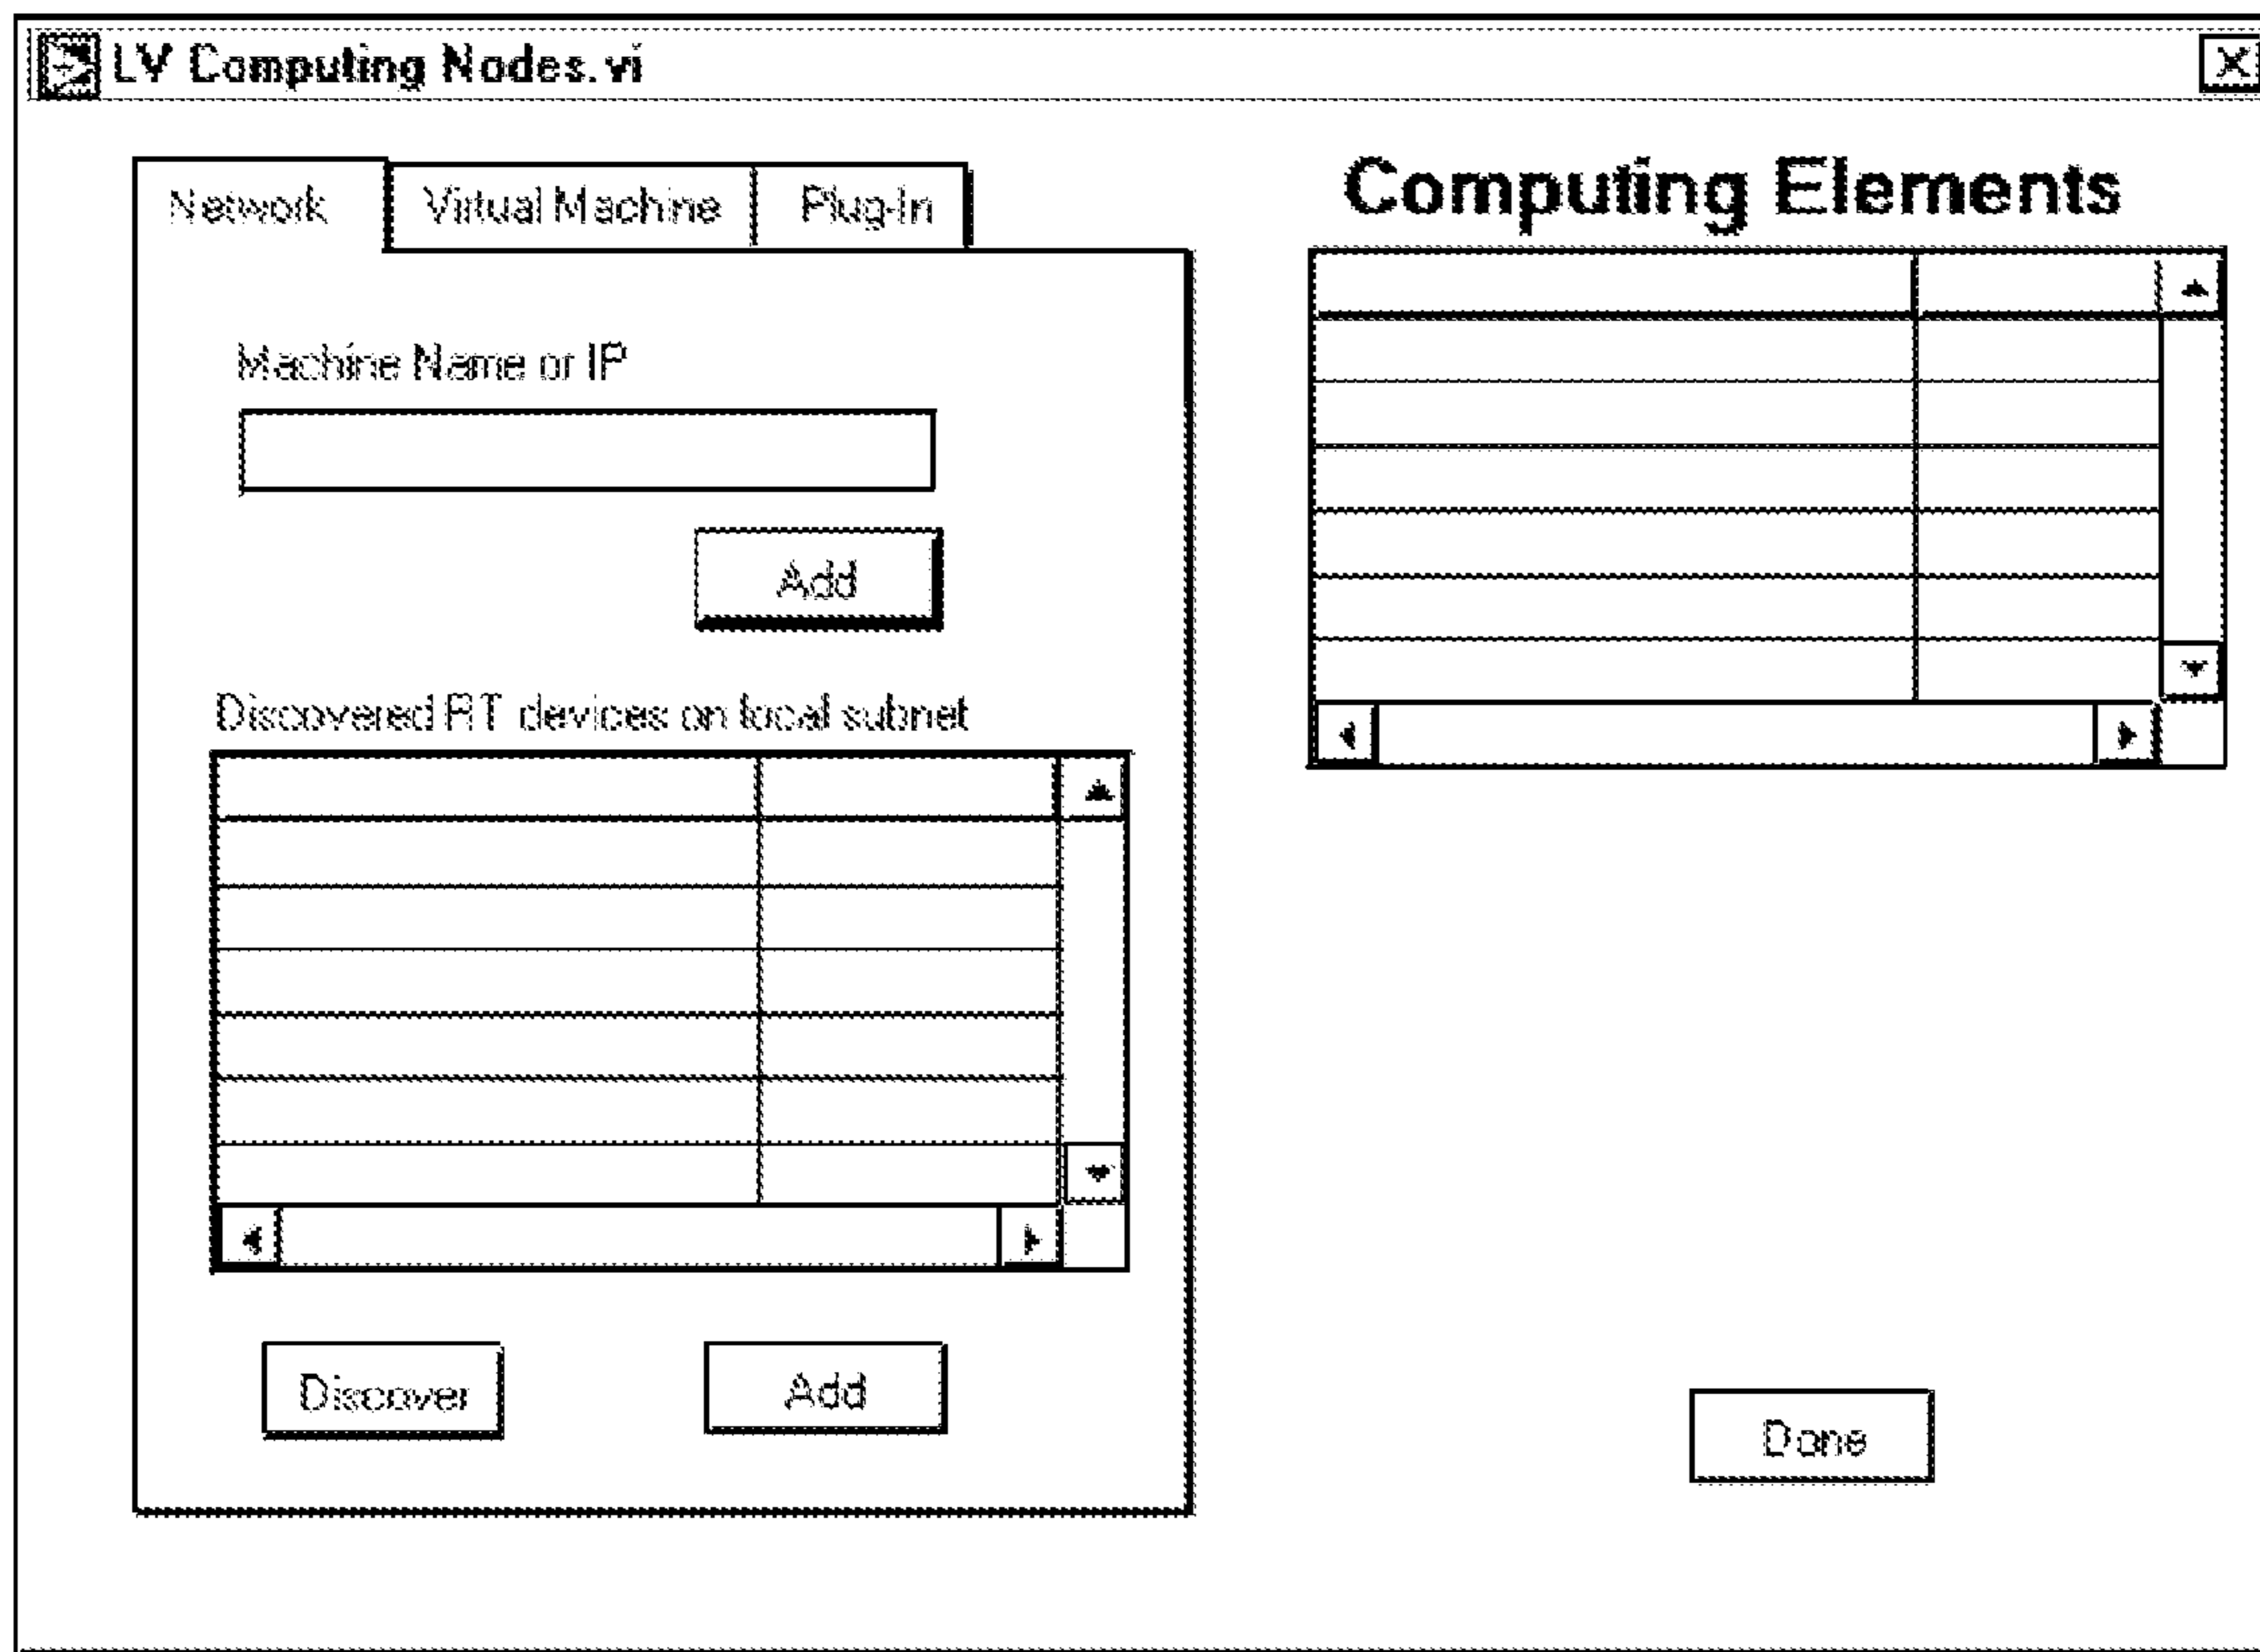 LV Computing Nodes.vi
Network Virtual Machine Plug-In
Computing Elements
Machine Name or IP
Add
Discovered RT devices on local subnet
Discover Add
Done